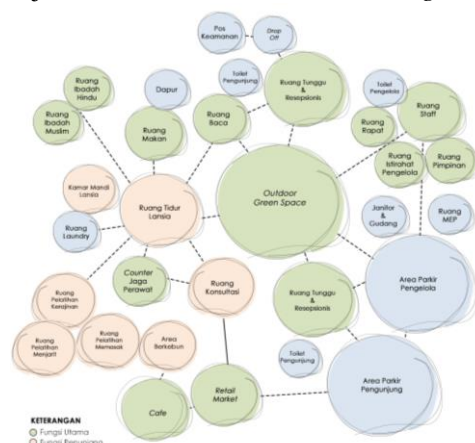 Pos
Keamanan
Drop
Off
Ruang
Ibadah
Hindu
Toilet
Pengunjung
Ruang Tunggu
&
Resepsionis
Dapur
Toilet
Pengelola
Ruang
Ibadah
Muslim
Ruang
Baca
Ruang
Staff
Ruang
Makan
Ruang
Rapat
Ruang
Istirahat
Pengelola
Ruang
Pimpinan
Kamar Mandi
Lansia
Ruang Tidur
Lansia
Outdoor
Green Space
Janitor
&
Gudang
Ruang
MEP
Ruang
Laundry
Counter
Jaga
Perawat
Ruang
Konsultasi
Ruang Tunggu
&
Resepsionis
Area Parkir
Pengelola
Ruang
Pelatihan
Kerajinan
Ruang
Pelatihan
Menjahit
Ruang
Pelatihan
Memasak
Area
Berkebun
Toilet
Pengunjung
Area Parkir
Pengunjung
Cafe
Retail
Market
KETERANGAN
Fungsi Utama
Fungsi Penunjang